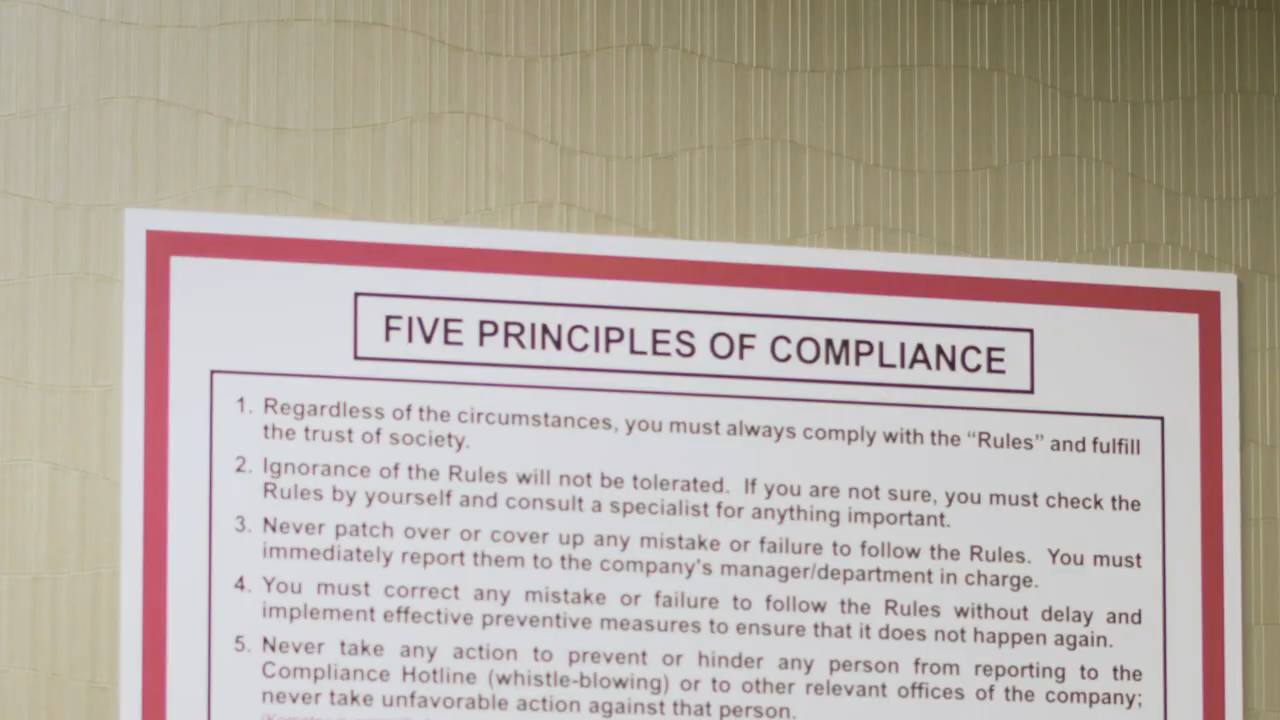 FIVE PRINCIPLES OF COMPLIANCE
1. Regardless of the circumstances, you must always comply with the “Rules” and fulfill
the trust of society.
2. Ignorance of the Rules will not be tolerated. If you are not sure, you must check the
Rules by yourself and consult a specialist for anything important.
3. Never patch over or cover up any mistake or failure to follow the Rules. You must
immediately report them to the company's manager/department in charge.
4. You must correct any mistake or failure to follow the Rules without delay and
implement effective preventive measures to ensure that it does not happen again.
5. Never take any action to prevent or hinder any person from reporting to the
Compliance Hotline (whistle-blowing) or to other relevant offices of the company;
never take unfavorable action against that person.